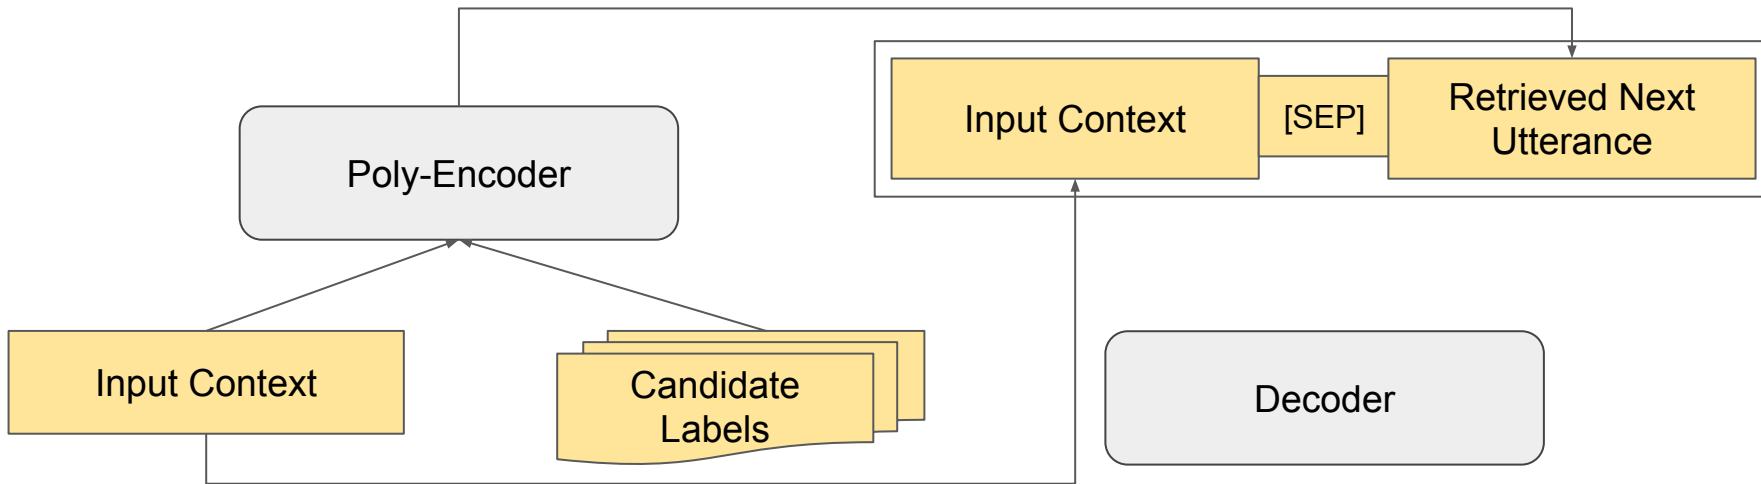 Input Context
[SEP]
Retrieved Next
Utterance
Poly-Encoder
Input Context
Candidate
Labels
Decoder